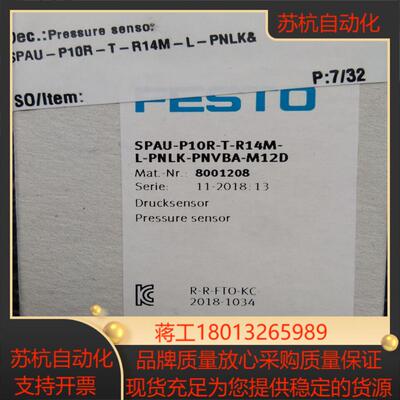 Dec.: Pressure sensor
SPAU-P10R-T-R14M-L-PNLK&
P:7/32
SO/Item:
苏杭自动化
FESTO
SPAU-P10R-T-R14M-
L-PNLK-PNVBA-M12D
Mat.-Nr.: 8001208
Serie: 11-2018: 13
Drucksensor
Pressure sensor
R-R-FTO-KC
2018-1034
蒋工18013265989
苏杭自动化
支持开票
品牌质量放心采购质量保证
现货充足为您提供稳定的货源